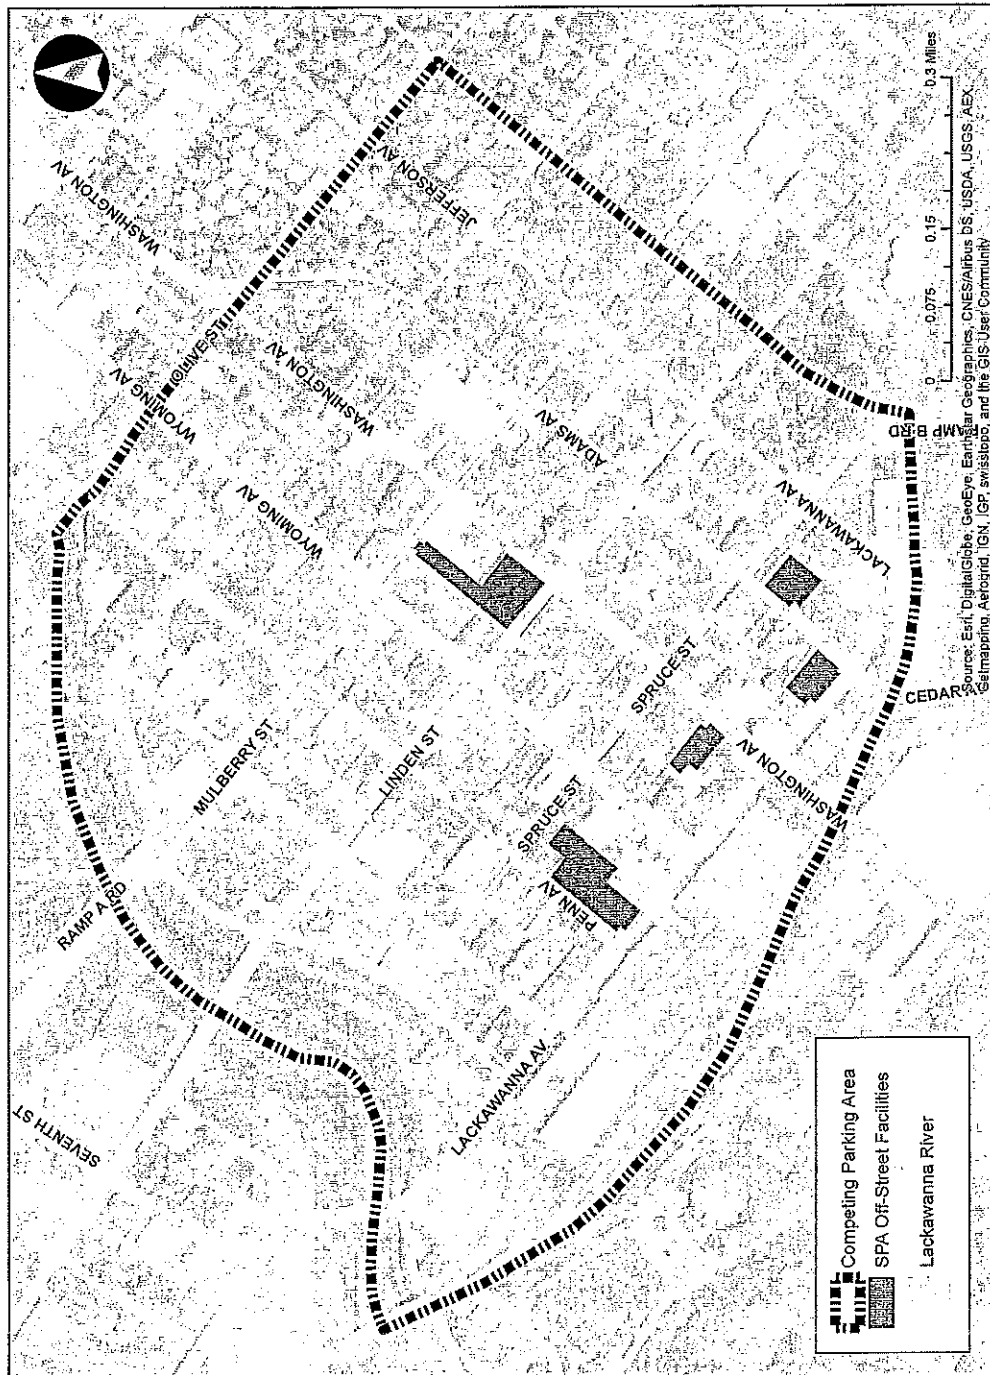 WASHINGTON AV
WYOMING AV
OLIVE ST
JEFFERSON AV
WASHINGTON AV
WYOMING AV
ADAMS AV
MULBERRY ST
LINDEN ST
SPRUCE ST
SPRUCE ST
LACKAWANNA AV
RAMP A RD
SEVENTH ST
PENN AV
WASHINGTON AV
LACKAWANNA AV
CEDAR AV
RAMP B RD
0 0.075 0.15 0.3 Miles
Source: Esri, DigitalGlobe, GeoEye, Earthstar Geographics, CNES/Airbus DS, USDA, USGS, AEX,
Getmapping, Aerogrid, IGN, IGP, swisstopo, and the GIS User Community
Competing Parking Area
SPA Off-Street Facilities
Lackawanna River